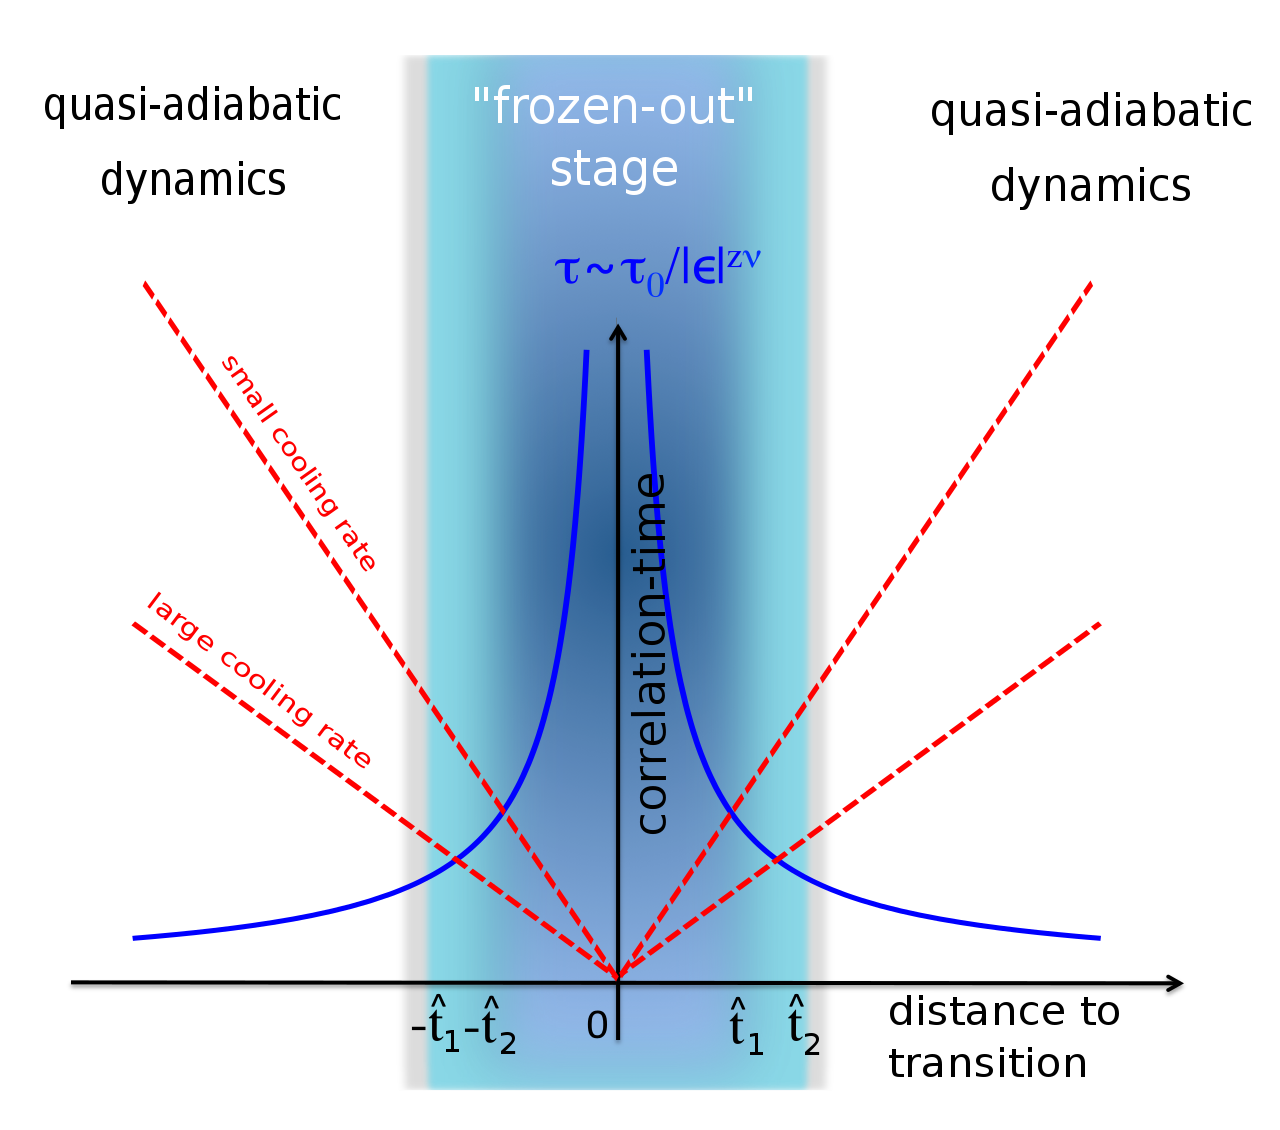 quasi-adiabatic
dynamics
"frozen-out"
stage
quasi-adiabatic
dynamics
τ~τ₀/|ϵ|ᶻᵛ
small cooling rate
large cooling rate
correlation-time
-t̂₁ -t̂₂ 0 t̂₁ t̂₂
distance to
transition